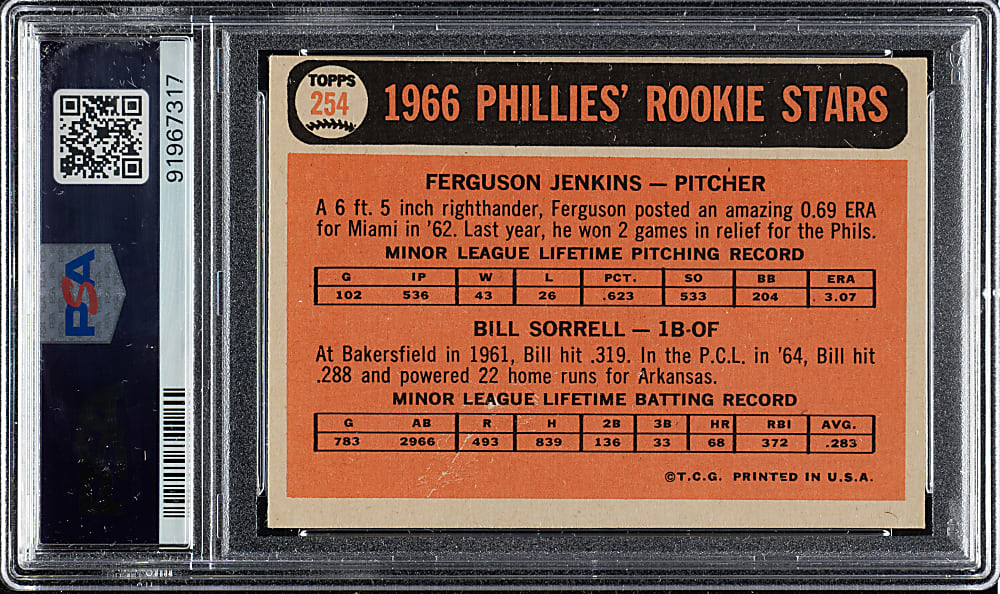 91967317
PSA
TOPPS
254
1966 PHILLIES' ROOKIE STARS
FERGUSON JENKINS — PITCHER
A 6 ft. 5 inch righthander, Ferguson posted an amazing 0.69 ERA
for Miami in '62. Last year, he won 2 games in relief for the Phils.
MINOR LEAGUE LIFETIME PITCHING RECORD
G IP W L PCT. SO BB ERA
102 536 43 26 .623 533 204 3.07
BILL SORRELL — 1B-OF
At Bakersfield in 1961, Bill hit .319. In the P.C.L. in '64, Bill hit
.288 and powered 22 home runs for Arkansas.
MINOR LEAGUE LIFETIME BATTING RECORD
G AB R H 2B 3B HR RBI AVG.
783 2966 493 839 136 33 68 372 .283
©T.C.G. PRINTED IN U.S.A.